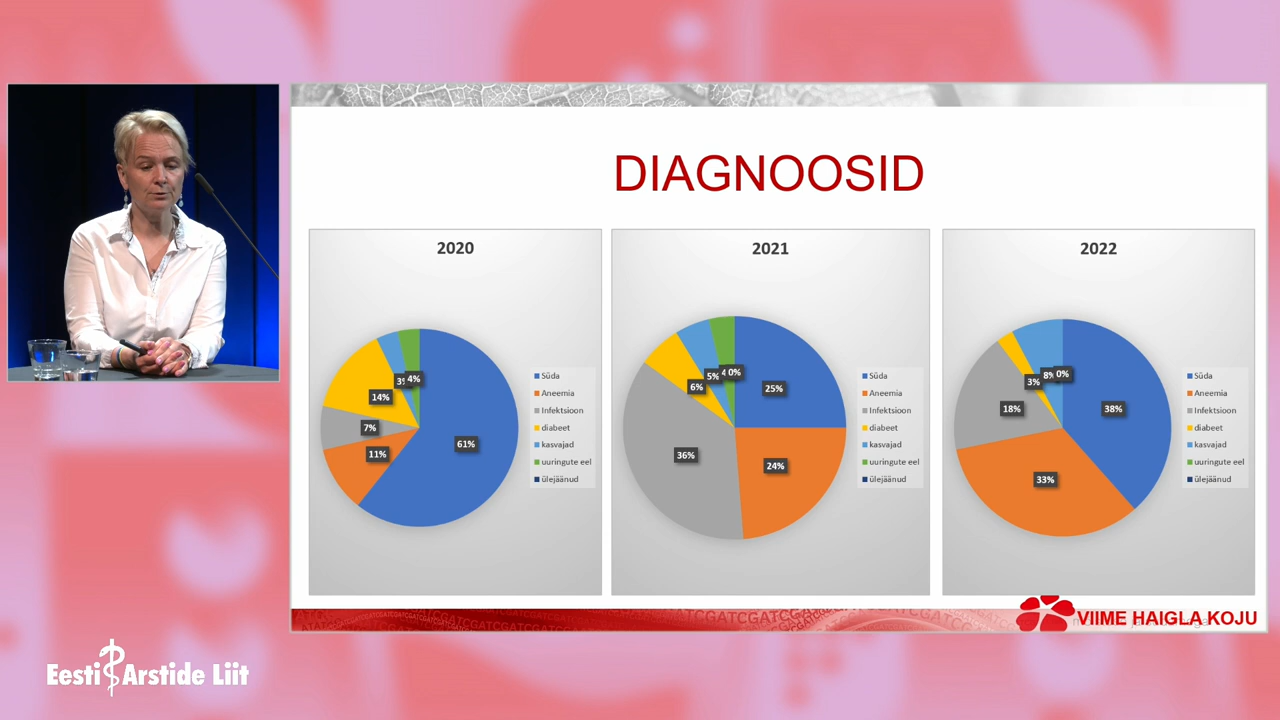 DIAGNOOSID
2020
61%
11%
7%
14%
4%
Süda
Aneemia
Infektsioon
diabeet
kasvajad
uuringute eel
ülejäänud
2021
25%
24%
36%
6%
5%
4
0%
Süda
Aneemia
Infektsioon
diabeet
kasvajad
uuringute eel
ülejäänud
2022
38%
33%
18%
3%
8%
0%
Süda
Aneemia
Infektsioon
diabeet
kasvajad
uuringute eel
ülejäänud
VIIME HAIGLA KOJU
Eesti Arstide Liit